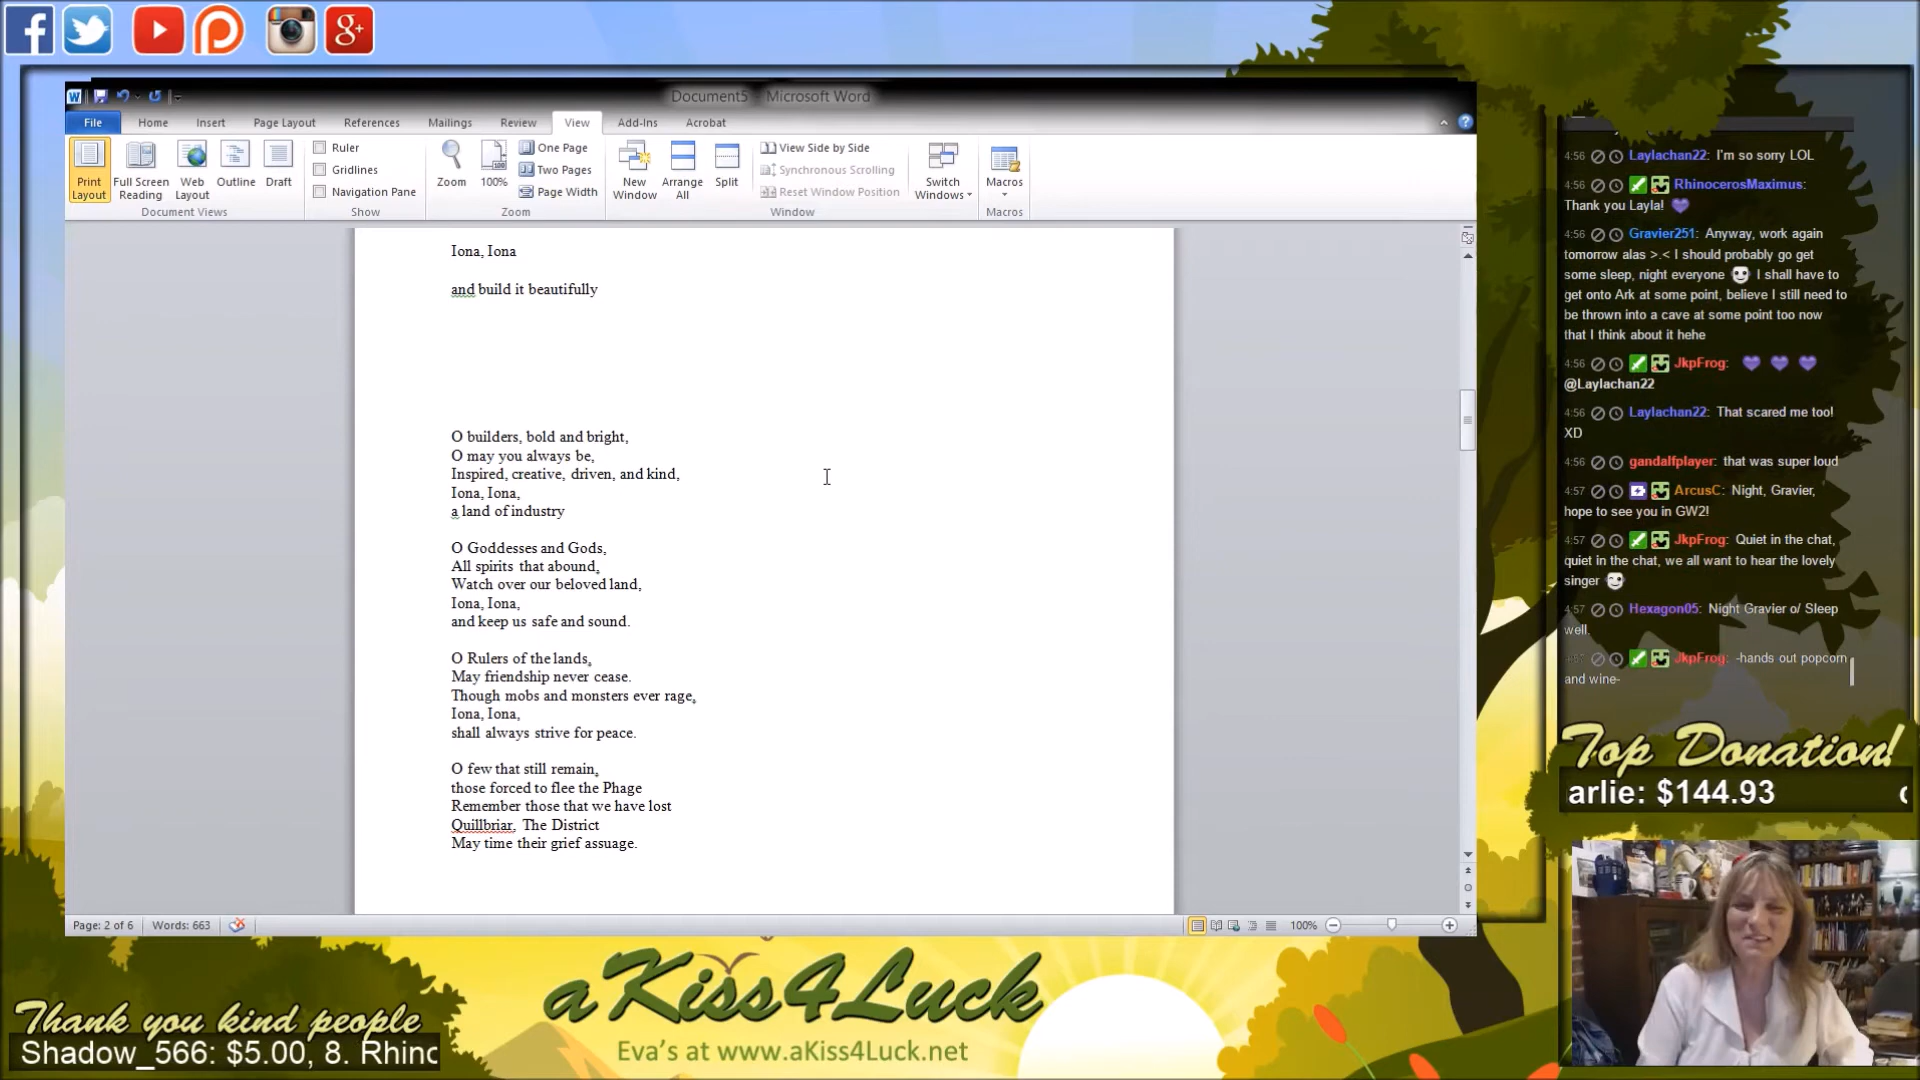 Document5 - Microsoft Word
File Home Insert Page Layout References Mailings Review View Add-Ins Acrobat
Print Layout
Full Screen Reading
Web Layout
Outline
Draft
Document Views
Ruler
Gridlines
Navigation Pane
Show
Zoom
100%
One Page
Two Pages
Page Width
Zoom
New Window
Arrange All
Split
View Side by Side
Synchronous Scrolling
Reset Window Position
Window
Switch Windows
Macros
Macros
Iona, Iona
and build it beautifully
O builders, bold and bright,
O may you always be,
Inspired, creative, driven, and kind,
Iona, Iona,
a land of industry
O Goddesses and Gods,
All spirits that abound,
Watch over our beloved land,
Iona, Iona,
and keep us safe and sound.
O Rulers of the lands,
May friendship never cease.
Though mobs and monsters ever rage,
Iona, Iona,
shall always strive for peace.
O few that still remain,
those forced to flee the Phage
Remember those that we have lost
Quillbriar, The District
May time their grief assuage.
Page: 2 of 6 Words: 663
100%
4:56 Laylachan22: I'm so sorry LOL
4:56 RhinocerosMaximus:
Thank you Layla!
4:56 Gravier251: Anyway, work again
tomorrow alas >.< I should probably go get
some sleep, night everyone I shall have to
get onto Ark at some point, believe I still need to
be thrown into a cave at some point too now
that I think about it hehe
4:56 JkpFrog:
@Laylachan22
4:56 Laylachan22: That scared me too!
XD
4:56 gandalfplayer: that was super loud
4:57 ArcusC: Night, Gravier,
hope to see you in GW2!
4:57 JkpFrog: Quiet in the chat,
quiet in the chat, we all want to hear the lovely
singer
4:57 Hexagon05: Night Gravier o/ Sleep
well.
4:57 JkpFrog: -hands out popcorn
and wine-
Top Donation!
arlie: $144.93
Thank you kind people
Shadow_566: $5.00, 8. Rhino
aKiss4Luck
Eva's at www.aKiss4Luck.net